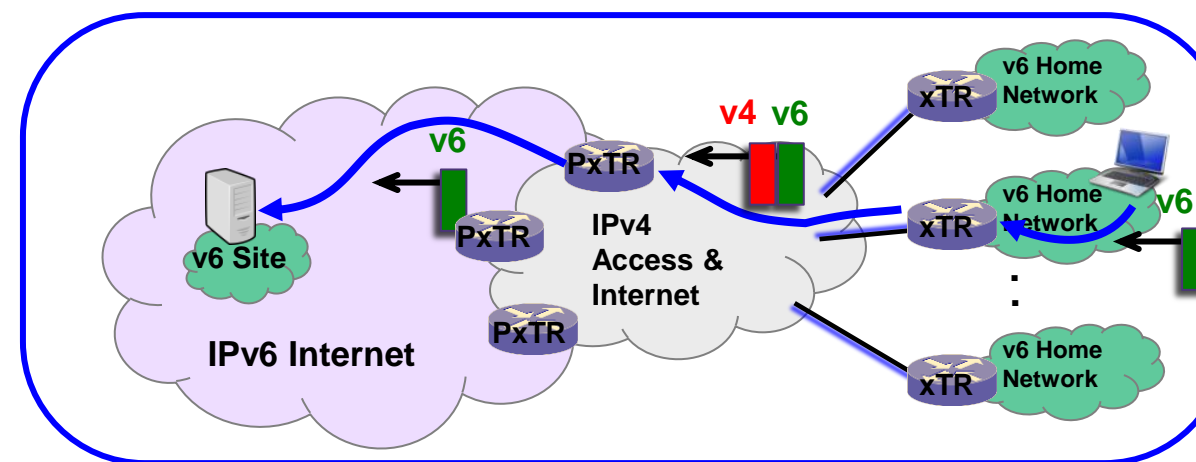 v6 Home
Network
xTR
v4 v6
v6
PxTR
v6 Home
Network
v6
xTR
PxTR
IPv4
Access &
Internet
v6 Site
PxTR
IPv6 Internet
v6 Home
Network
xTR